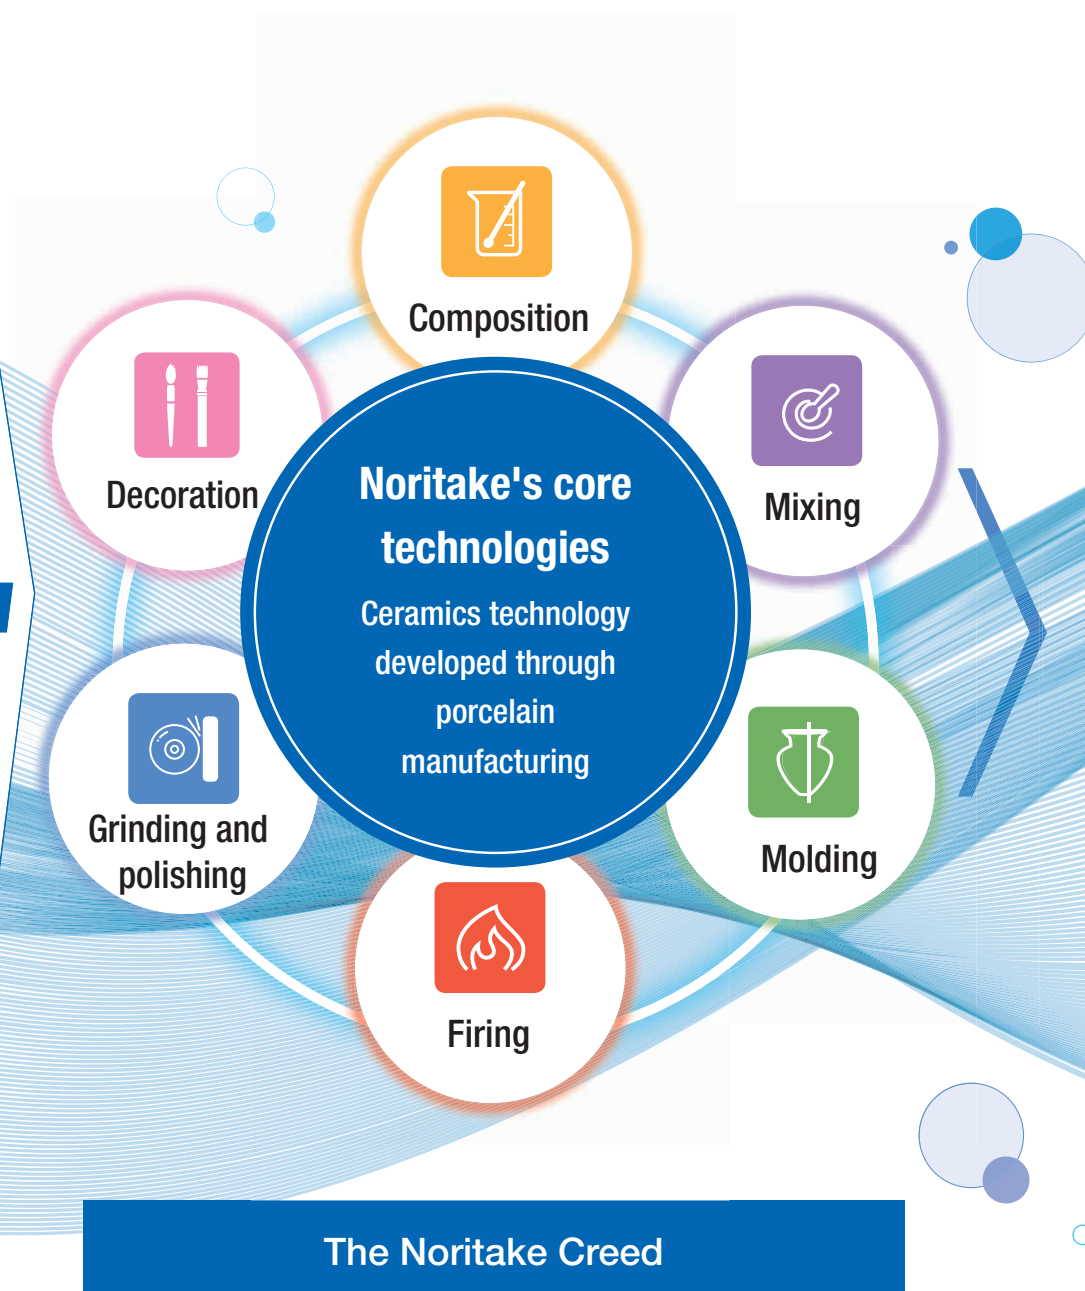 Composition
Decoration
Mixing
Noritake's core
technologies
Ceramics technology
developed through
porcelain
manufacturing
Grinding and
polishing
Molding
Firing
The Noritake Creed